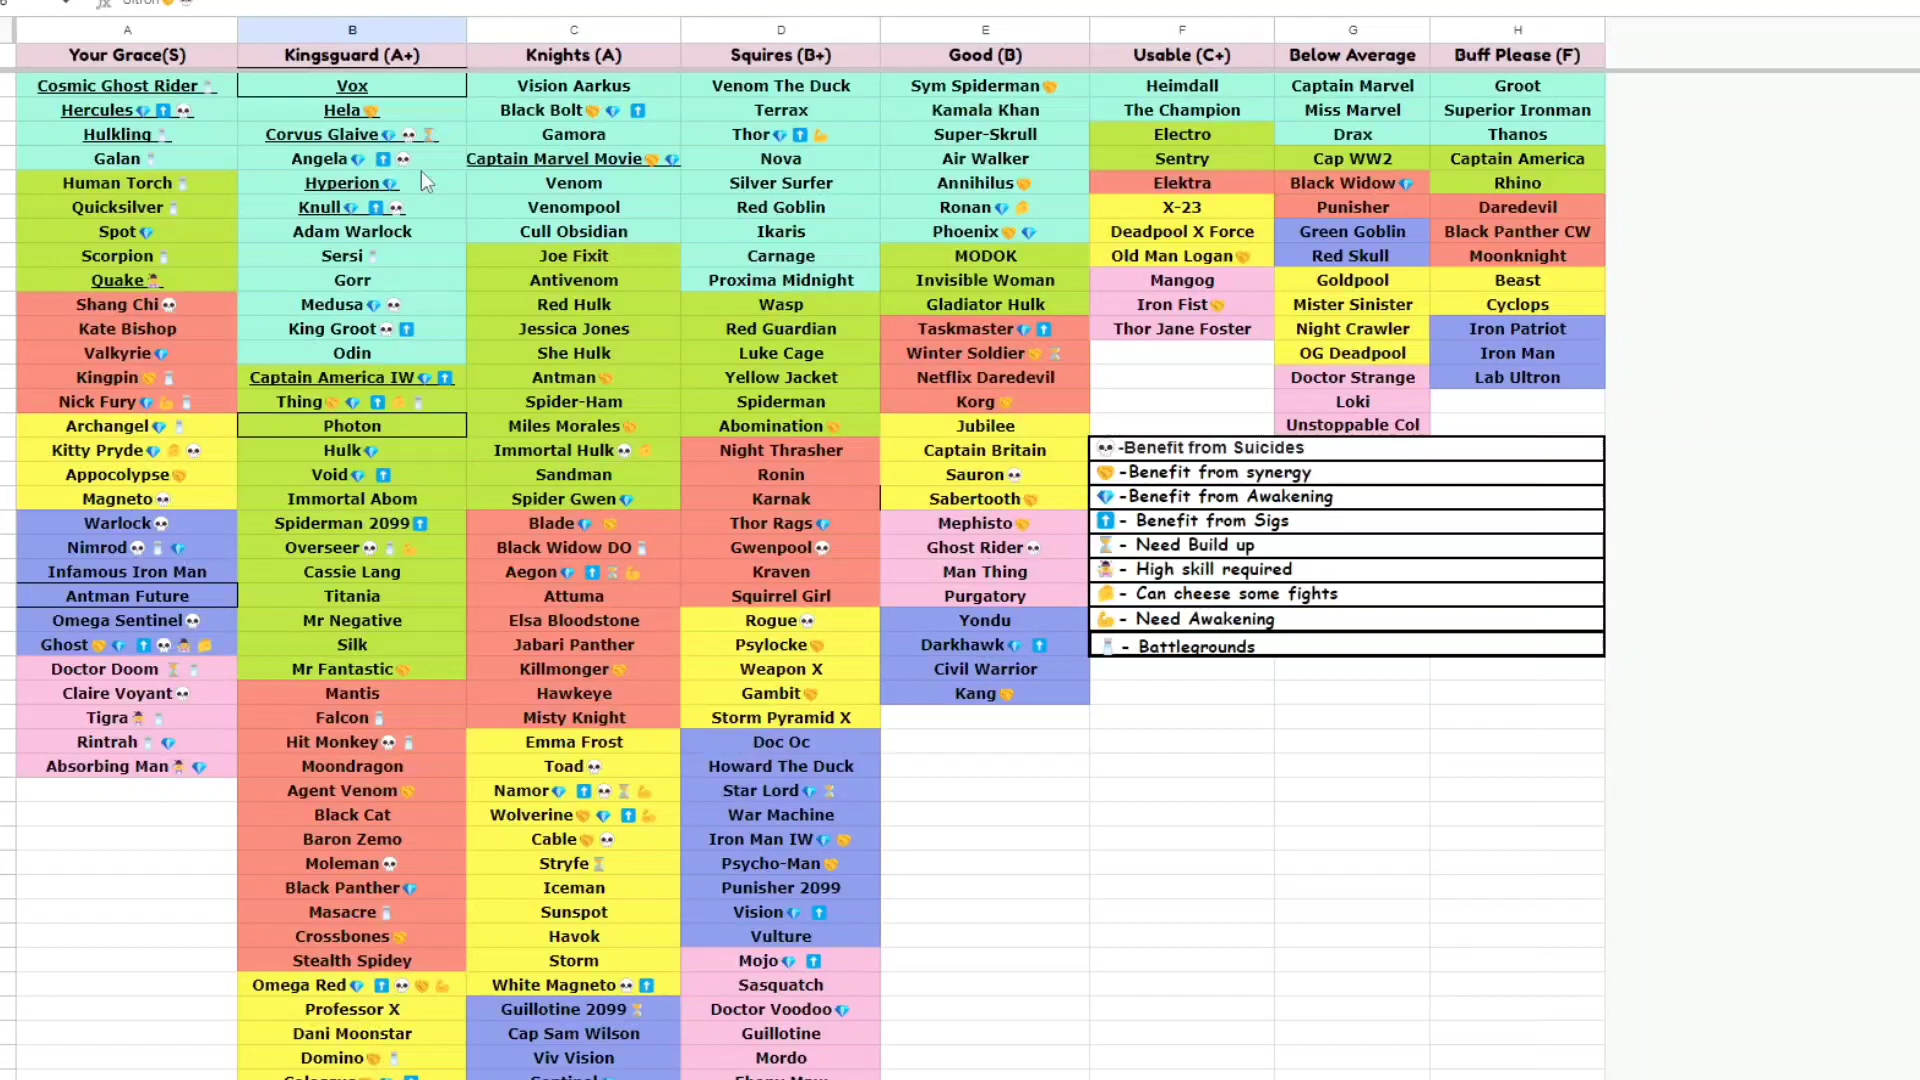 A B C D E F G H
Your Grace(S) Kingsguard (A+) Knights (A) Squires (B+) Good (B) Usable (C+) Below Average Buff Please (F)
Cosmic Ghost Rider Vox Vision Aarkus Venom The Duck Sym Spiderman Heimdall Captain Marvel Groot
Hercules Hela Black Bolt Terrax Kamala Khan The Champion Miss Marvel Superior Ironman
Hulkling Corvus Glaive Gamora Thor Super-Skrull Electro Drax Thanos
Galan Angela Captain Marvel Movie Nova Air Walker Sentry Cap WW2 Captain America
Human Torch Hyperion Venom Silver Surfer Annihilus Elektra Black Widow Rhino
Quicksilver Knull Venompool Red Goblin Ronan X-23 Punisher Daredevil
Spot Adam Warlock Cull Obsidian Ikaris Phoenix Deadpool X Force Green Goblin Black Panther CW
Scorpion Sersi Joe Fixit Carnage MODOK Old Man Logan Red Skull Moonknight
Quake Gorr Antivenom Proxima Midnight Invisible Woman Mangog Goldpool Beast
Shang Chi Medusa Red Hulk Wasp Gladiator Hulk Iron Fist Mister Sinister Cyclops
Kate Bishop King Groot Jessica Jones Red Guardian Taskmaster Thor Jane Foster Night Crawler Iron Patriot
Valkyrie Odin She Hulk Luke Cage Winter Soldier OG Deadpool Iron Man
Kingpin Captain America IW Antman Yellow Jacket Netflix Daredevil Doctor Strange Lab Ultron
Nick Fury Thing Spider-Ham Spiderman Korg Loki
Archangel Photon Miles Morales Abomination Jubilee Unstoppable Col
Kitty Pryde Hulk Immortal Hulk Night Thrasher Captain Britain -Benefit from Suicides
Appocolypse Void Sandman Ronin Sauron -Benefit from synergy
Magneto Immortal Abom Spider Gwen Karnak Sabertooth -Benefit from Awakening
Warlock Spiderman 2099 Blade Thor Rags Mephisto - Benefit from Sigs
Nimrod Overseer Black Widow DO Gwenpool Ghost Rider - Need Build up
Infamous Iron Man Cassie Lang Aegon Kraven Man Thing - High skill required
Antman Future Titania Attuma Squirrel Girl Purgatory - Can cheese some fights
Omega Sentinel Mr Negative Elsa Bloodstone Rogue Yondu - Need Awakening
Ghost Silk Jabari Panther Psylocke Darkhawk - Battlegrounds
Doctor Doom Mr Fantastic Killmonger Weapon X Civil Warrior
Claire Voyant Mantis Hawkeye Gambit Kang
Tigra Falcon Misty Knight Storm Pyramid X
Rintrah Hit Monkey Emma Frost Doc Oc
Absorbing Man Moondragon Toad Howard The Duck
Agent Venom Namor Star Lord
Black Cat Wolverine War Machine
Baron Zemo Cable Iron Man IW
Moleman Stryfe Psycho-Man
Black Panther Iceman Punisher 2099
Masacre Sunspot Vision
Crossbones Havok Vulture
Stealth Spidey Storm Mojo
Omega Red White Magneto Sasquatch
Professor X Guillotine 2099 Doctor Voodoo
Dani Moonstar Cap Sam Wilson Guillotine
Domino Viv Vision Mordo